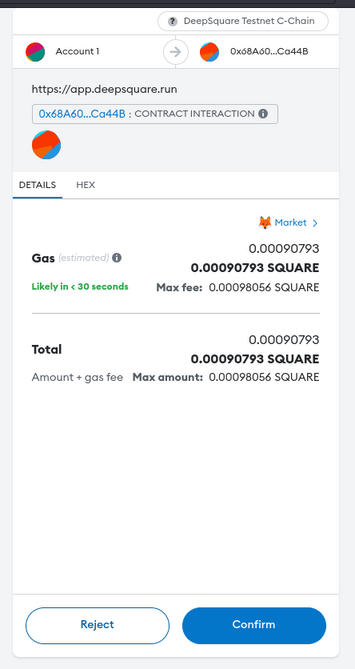 ? DeepSquare Testnet C-Chain
Account 1 0x68A60...Ca44B
https://app.deepsquare.run
0x68A60...Ca44B : CONTRACT INTERACTION
DETAILS HEX
Market >
0.00090793
Gas (estimated) 0.00090793 SQUARE
Likely in < 30 seconds Max fee: 0.00098056 SQUARE
0.00090793
Total 0.00090793 SQUARE
Amount + gas fee Max amount: 0.00098056 SQUARE
Reject Confirm